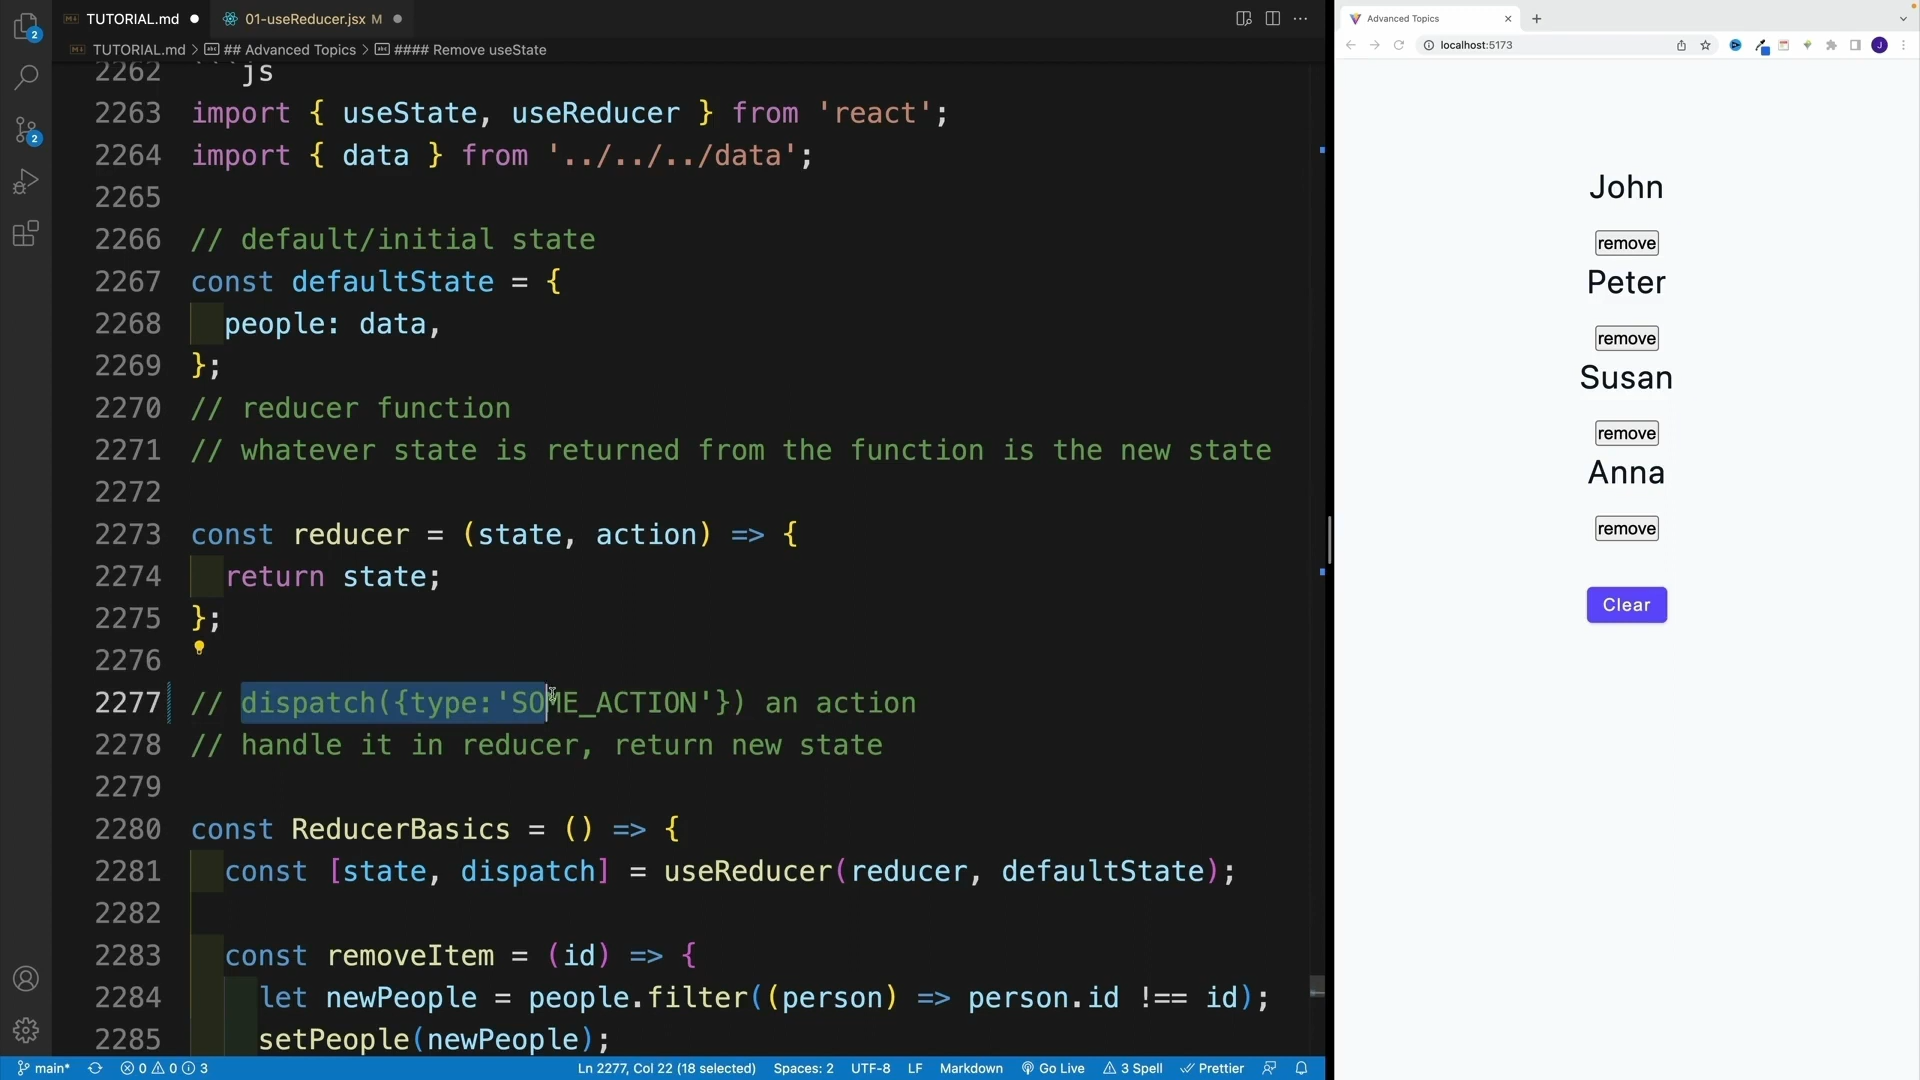 TUTORIAL.md
01-useReducer.jsx M
TUTORIAL.md > ## Advanced Topics > #### Remove useState
2262 ```js
2263 import { useState, useReducer } from 'react';
2264 import { data } from '../../../data';
2265
2266 // default/initial state
2267 const defaultState = {
2268 people: data,
2269 };
2270 // reducer function
2271 // whatever state is returned from the function is the new state
2272
2273 const reducer = (state, action) => {
2274 return state;
2275 };
2276
2277 // dispatch({type:'SOME_ACTION'}) an action
2278 // handle it in reducer, return new state
2279
2280 const ReducerBasics = () => {
2281 const [state, dispatch] = useReducer(reducer, defaultState);
2282
2283 const removeItem = (id) => {
2284 let newPeople = people.filter((person) => person.id !== id);
2285 setPeople(newPeople);
2
2
main* 0 0 3 Ln 2277, Col 22 (18 selected) Spaces: 2 UTF-8 LF Markdown Go Live 3 Spell Prettier
Advanced Topics
localhost:5173
J
John
remove
Peter
remove
Susan
remove
Anna
remove
Clear